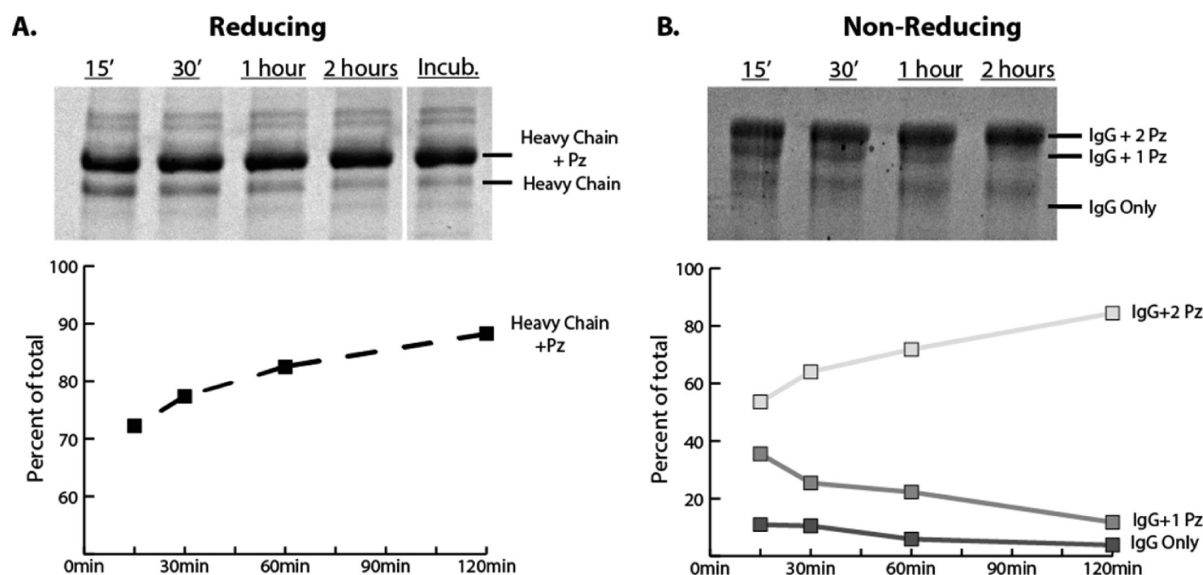 A.
Reducing
15’
30’
1 hour
2 hours
Incub.
Heavy Chain
+ Pz
Heavy Chain
100
90
80
70
60
Percent of total
Heavy Chain
+Pz
0min
30min
60min
90min
120min
B.
Non-Reducing
15’
30’
1 hour
2 hours
IgG + 2 Pz
IgG + 1 Pz
IgG Only
100
80
60
40
20
Percent of total
IgG+2 Pz
IgG+1 Pz
IgG Only
0min
30min
60min
90min
120min